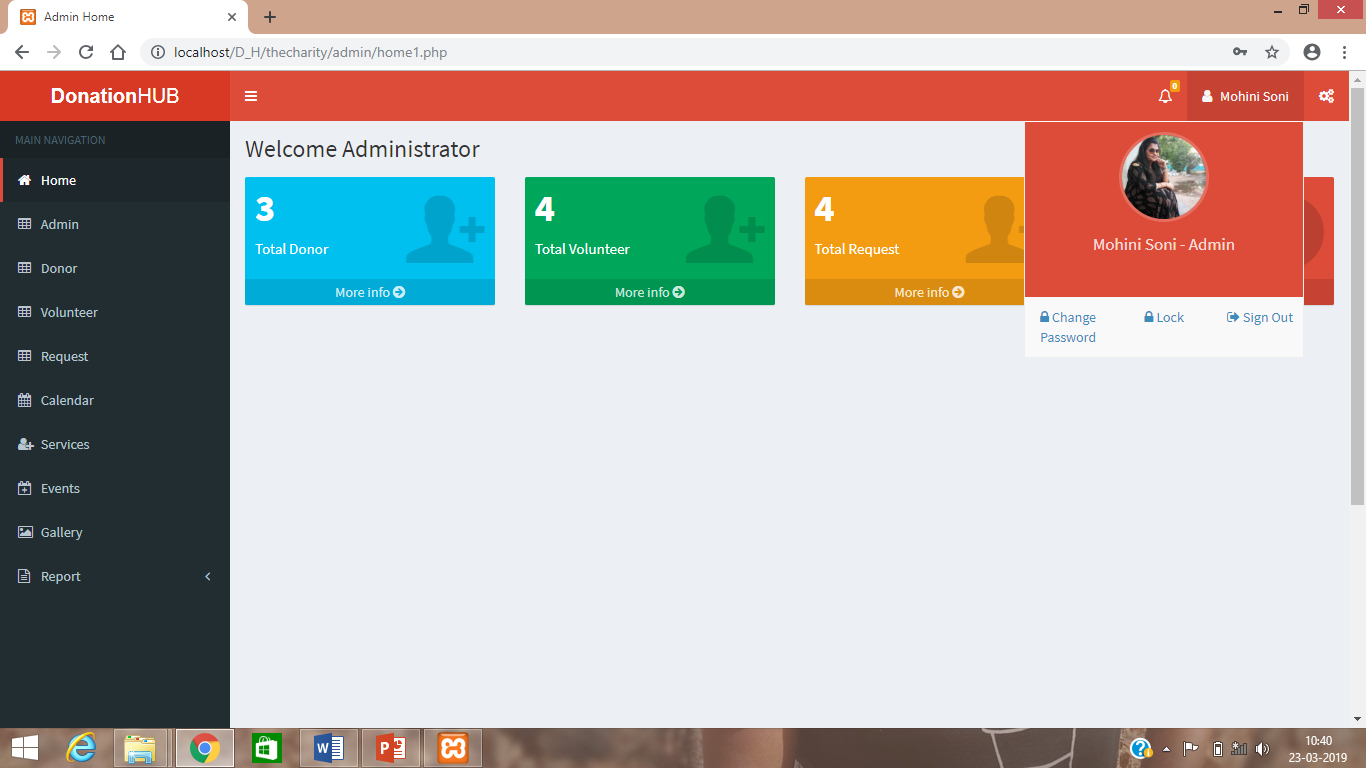 Admin Home
localhost/D_H/thecharity/admin/home1.php
DonationHUB
0
Mohini Soni
MAIN NAVIGATION
Home
Admin
Donor
Volunteer
Request
Calendar
Services
Events
Gallery
Report
Welcome Administrator
3
Total Donor
More info
4
Total Volunteer
More info
4
Total Request
More info
Mohini Soni - Admin
Change
Password
Lock
Sign Out
10:40
23-03-2019